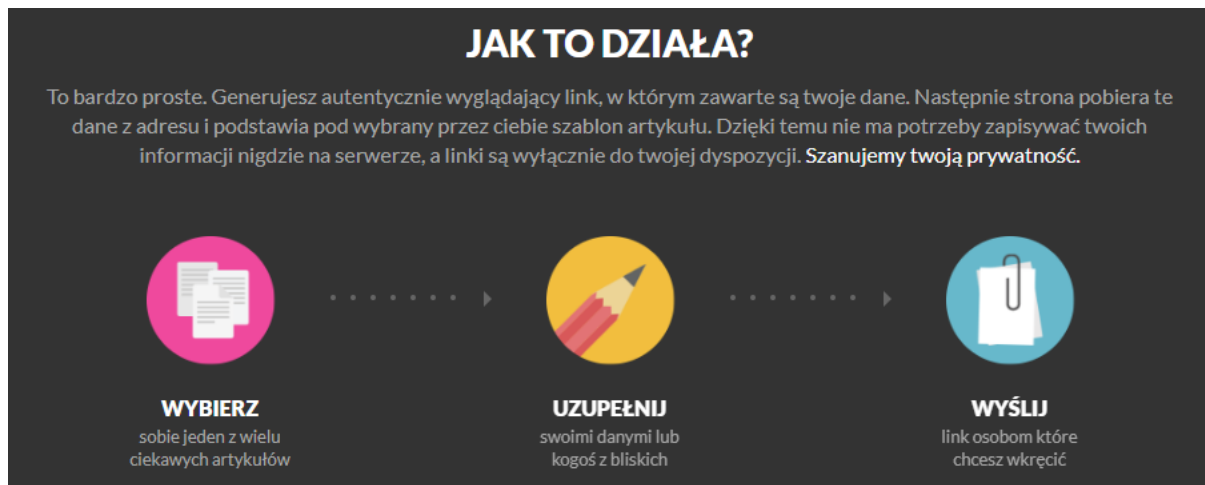 JAK TO DZIAŁA?
To bardzo proste. Generujesz autentycznie wyglądający link, w którym zawarte są twoje dane. Następnie strona pobiera te
dane z adresu i podstawia pod wybrany przez ciebie szablon artykułu. Dzięki temu nie ma potrzeby zapisywać twoich
informacji nigdzie na serwerze, a linki są wyłącznie do twojej dyspozycji. Szanujemy twoją prywatność.
WYBIERZ
sobie jeden z wielu
ciekawych artykułów
UZUPEŁNIJ
swoimi danymi lub
kogoś z bliskich
WYŚLIJ
link osobom które
chcesz wkręcić